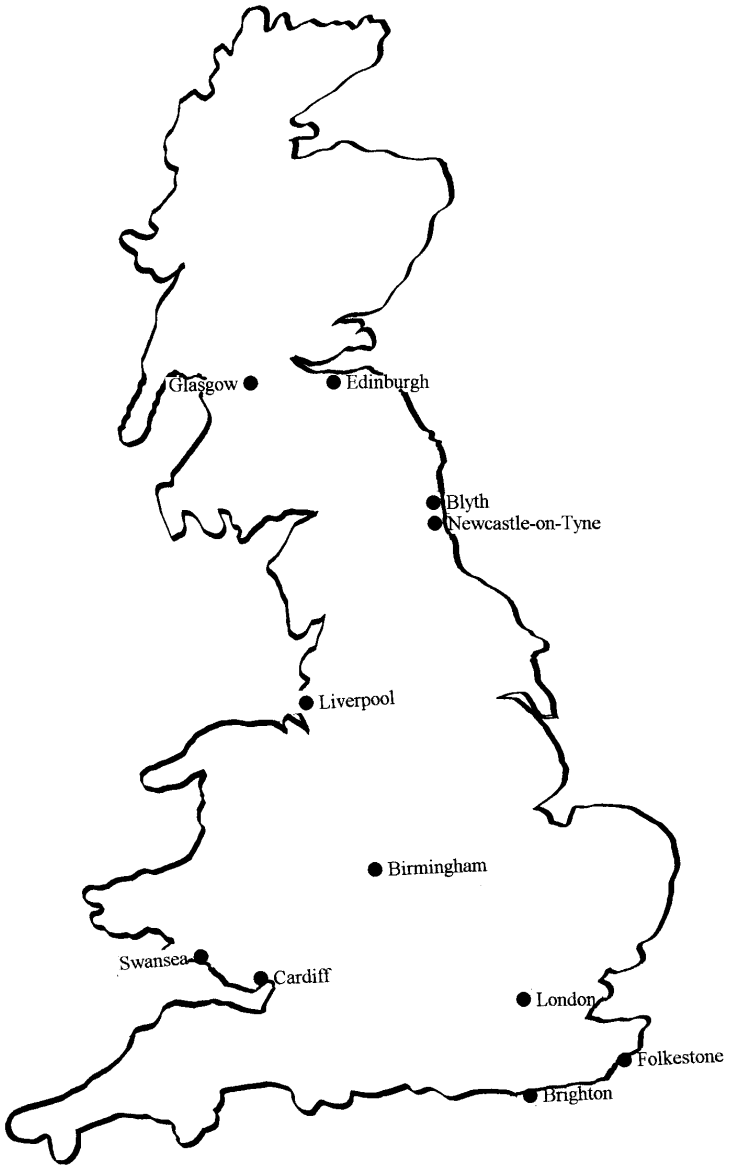 Glasgow
Edinburgh
Blyth
Newcastle-on-Tyne
Liverpool
Birmingham
Swansea
Cardiff
London
Folkestone
Brighton